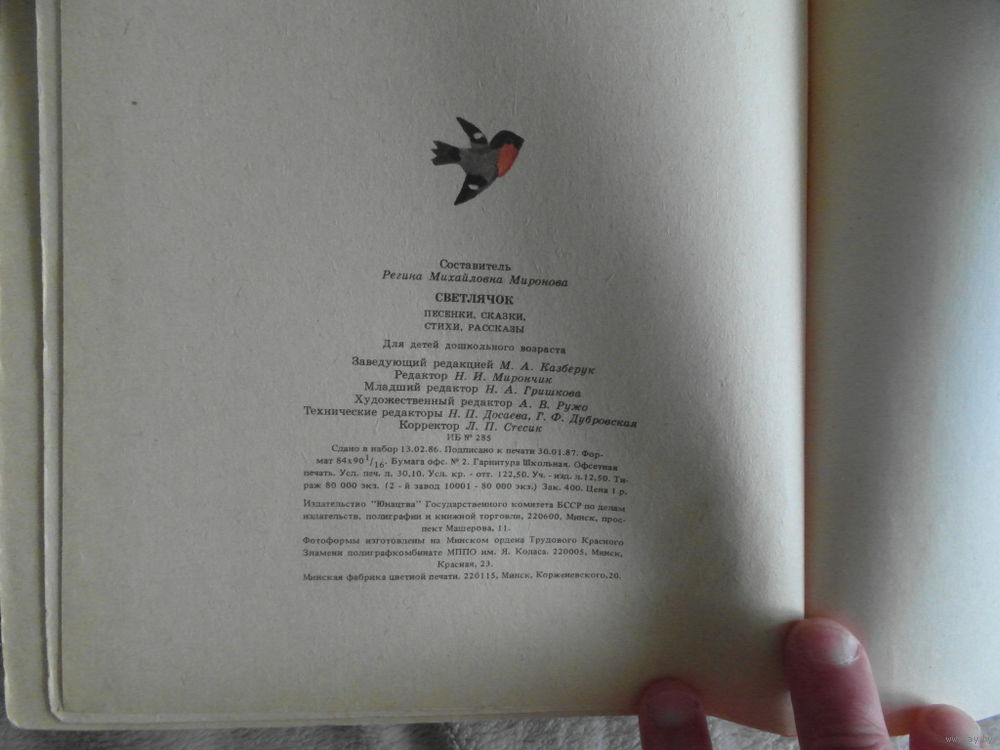 Составитель
Регина Михайловна Миронова
СВЕТЛЯЧОК
ПЕСЕНКИ, СКАЗКИ,
СТИХИ, РАССКАЗЫ
Для детей дошкольного возраста
Заведующий редакцией М. А. Казберук
Редактор Н. И. Мирончик
Младший редактор Н. А. Гришкова
Художественный редактор А. В. Ружо
Технические редакторы Н. П. Досаева, Г. Ф. Дубровская
Корректор Л. П. Стесик
ИБ № 285
Сдано в набор 13.02.86. Подписано к печати 30.01.87. Фор-
мат 84х90 1/16. Бумага офс. № 2. Гарнитура Школьная. Офсетная
печать. Усл. печ. л. 30,10. Усл. кр. - отт. 122,50. Уч. - изд. л.12,50. Ти-
раж 80 000 экз. (2 - й завод 10001 - 80 000 экз.) Зак. 400. Цена 1 р.
Издательство "Юнацтва" Государственного комитета БССР по делам
издательств, полиграфии и книжной торговли, 220600, Минск, прос-
пект Машерова, 11.
Фотоформы изготовлены на Минском ордена Трудового Красного
Знамени полиграфкомбинате МППО им. Я. Коласа. 220005, Минск,
Красная, 23.
Минская фабрика цветной печати. 220115, Минск, Корженевского,20.